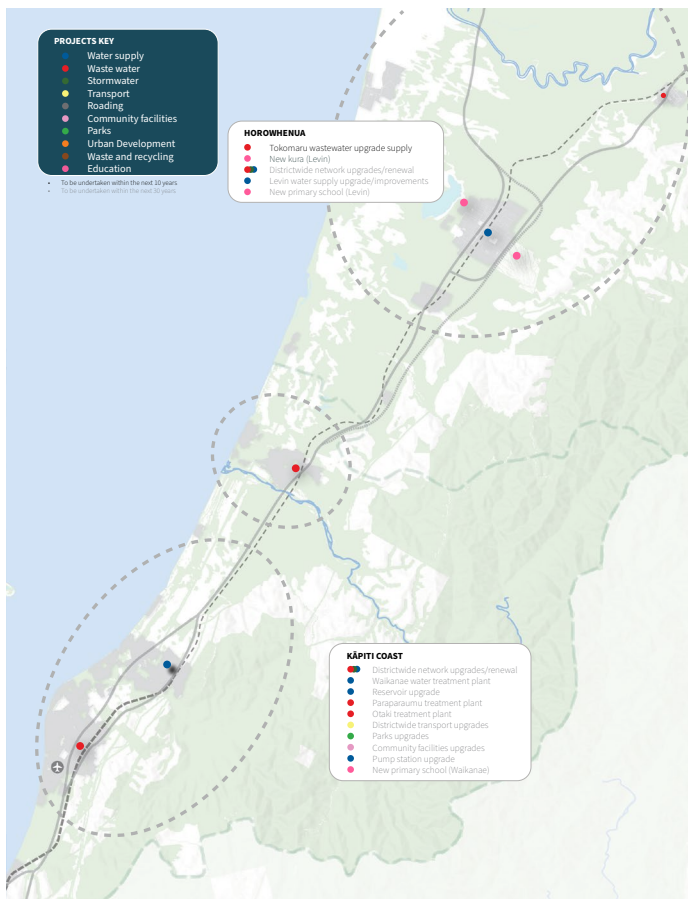 PROJECTS KEY
Water supply
Waste water
Stormwater
Transport
Roading
Community facilities
Parks
Urban Development
Waste and recycling
Education
• To be undertaken within the next 10 years
• To be undertaken within the next 30 years
HOROWHENUA
Tokomaru wastewater upgrade supply
New kura (Levin)
Districtwide network upgrades/renewal
Levin water supply upgrade/improvements
New primary school (Levin)
KĀPITI COAST
Districtwide network upgrades/renewal
Waikanae water treatment plant
Reservoir upgrade
Paraparaumu treatment plant
Otaki treatment plant
Districtwide transport upgrades
Parks upgrades
Community facilities upgrades
Pump station upgrade
New primary school (Waikanae)